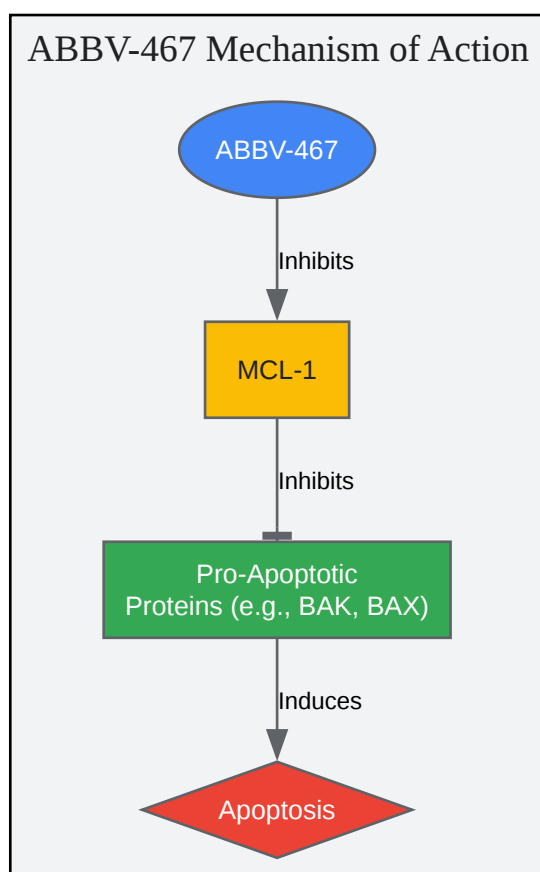 ABBV-467 Mechanism of Action
ABBV-467
Inhibits
MCL-1
Inhibits
Pro-Apoptotic
Proteins (e.g., BAK, BAX)
Induces
Apoptosis